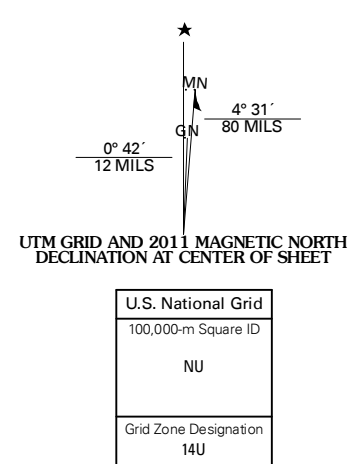 MN
4° 31´
80 MILS
GN
0° 42´
12 MILS
UTM GRID AND 2011 MAGNETIC NORTH
DECLINATION AT CENTER OF SHEET
U.S. National Grid
100,000-m Square ID
NU
Grid Zone Designation
14U